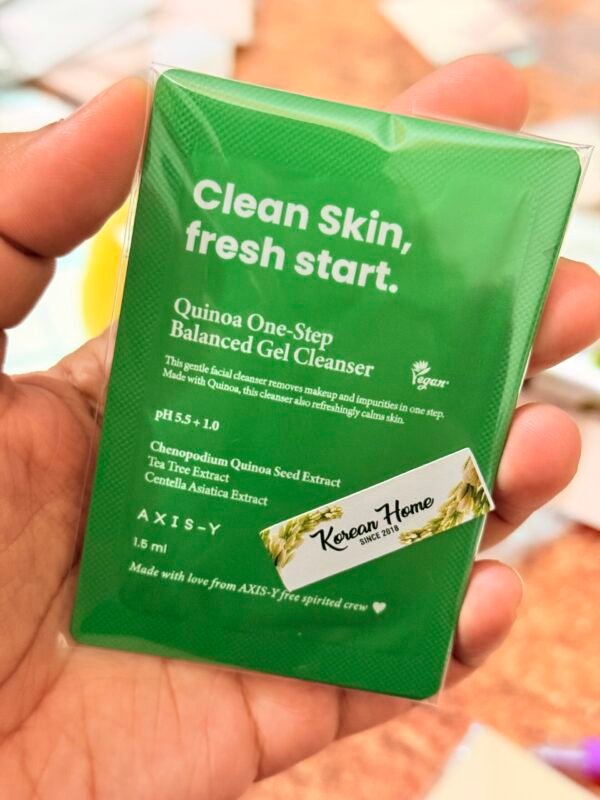 Clean Skin,
fresh start.
Quinoa One-Step
Balanced Gel Cleanser
Vegan
This gentle facial cleanser removes makeup and impurities in one step.
Made with Quinoa, this cleanser also refreshingly calms skin.
pH 5.5 ± 1.0
Chenopodium Quinoa Seed Extract
Tea Tree Extract
Centella Asiatica Extract
AXIS-Y
1.5 ml
Korean Home
SINCE 2018
Made with love from AXIS-Y free spirited crew